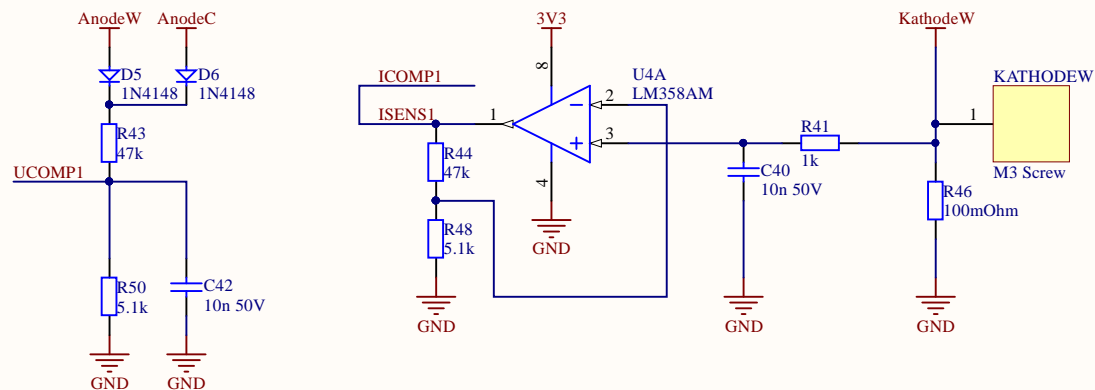 AnodeW
AnodeC
D5
1N4148
D6
1N4148
R43
47k
UCOMP1
R50
5.1k
C42
10n 50V
GND
GND
3V3
ICOMP1
ISENS1
1
8
U4A
LM358AM
2
3
4
GND
R44
47k
R48
5.1k
GND
R41
1k
C40
10n 50V
GND
KathodeW
KATHODEW
1
M3 Screw
R46
100mOhm
GND